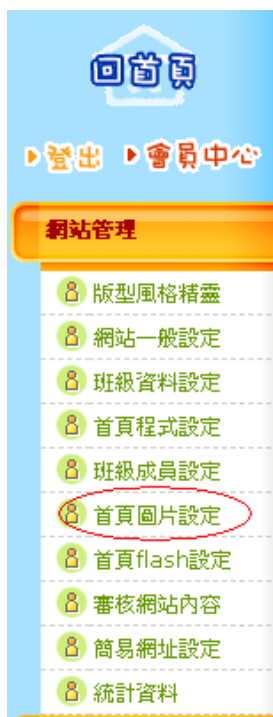 回首頁
登出 會員中心
網站管理
版型風格精靈
網站一般設定
班級資料設定
首頁程式設定
班級成員設定
首頁圖片設定
首頁flash設定
審核網站內容
簡易網址設定
統計資料